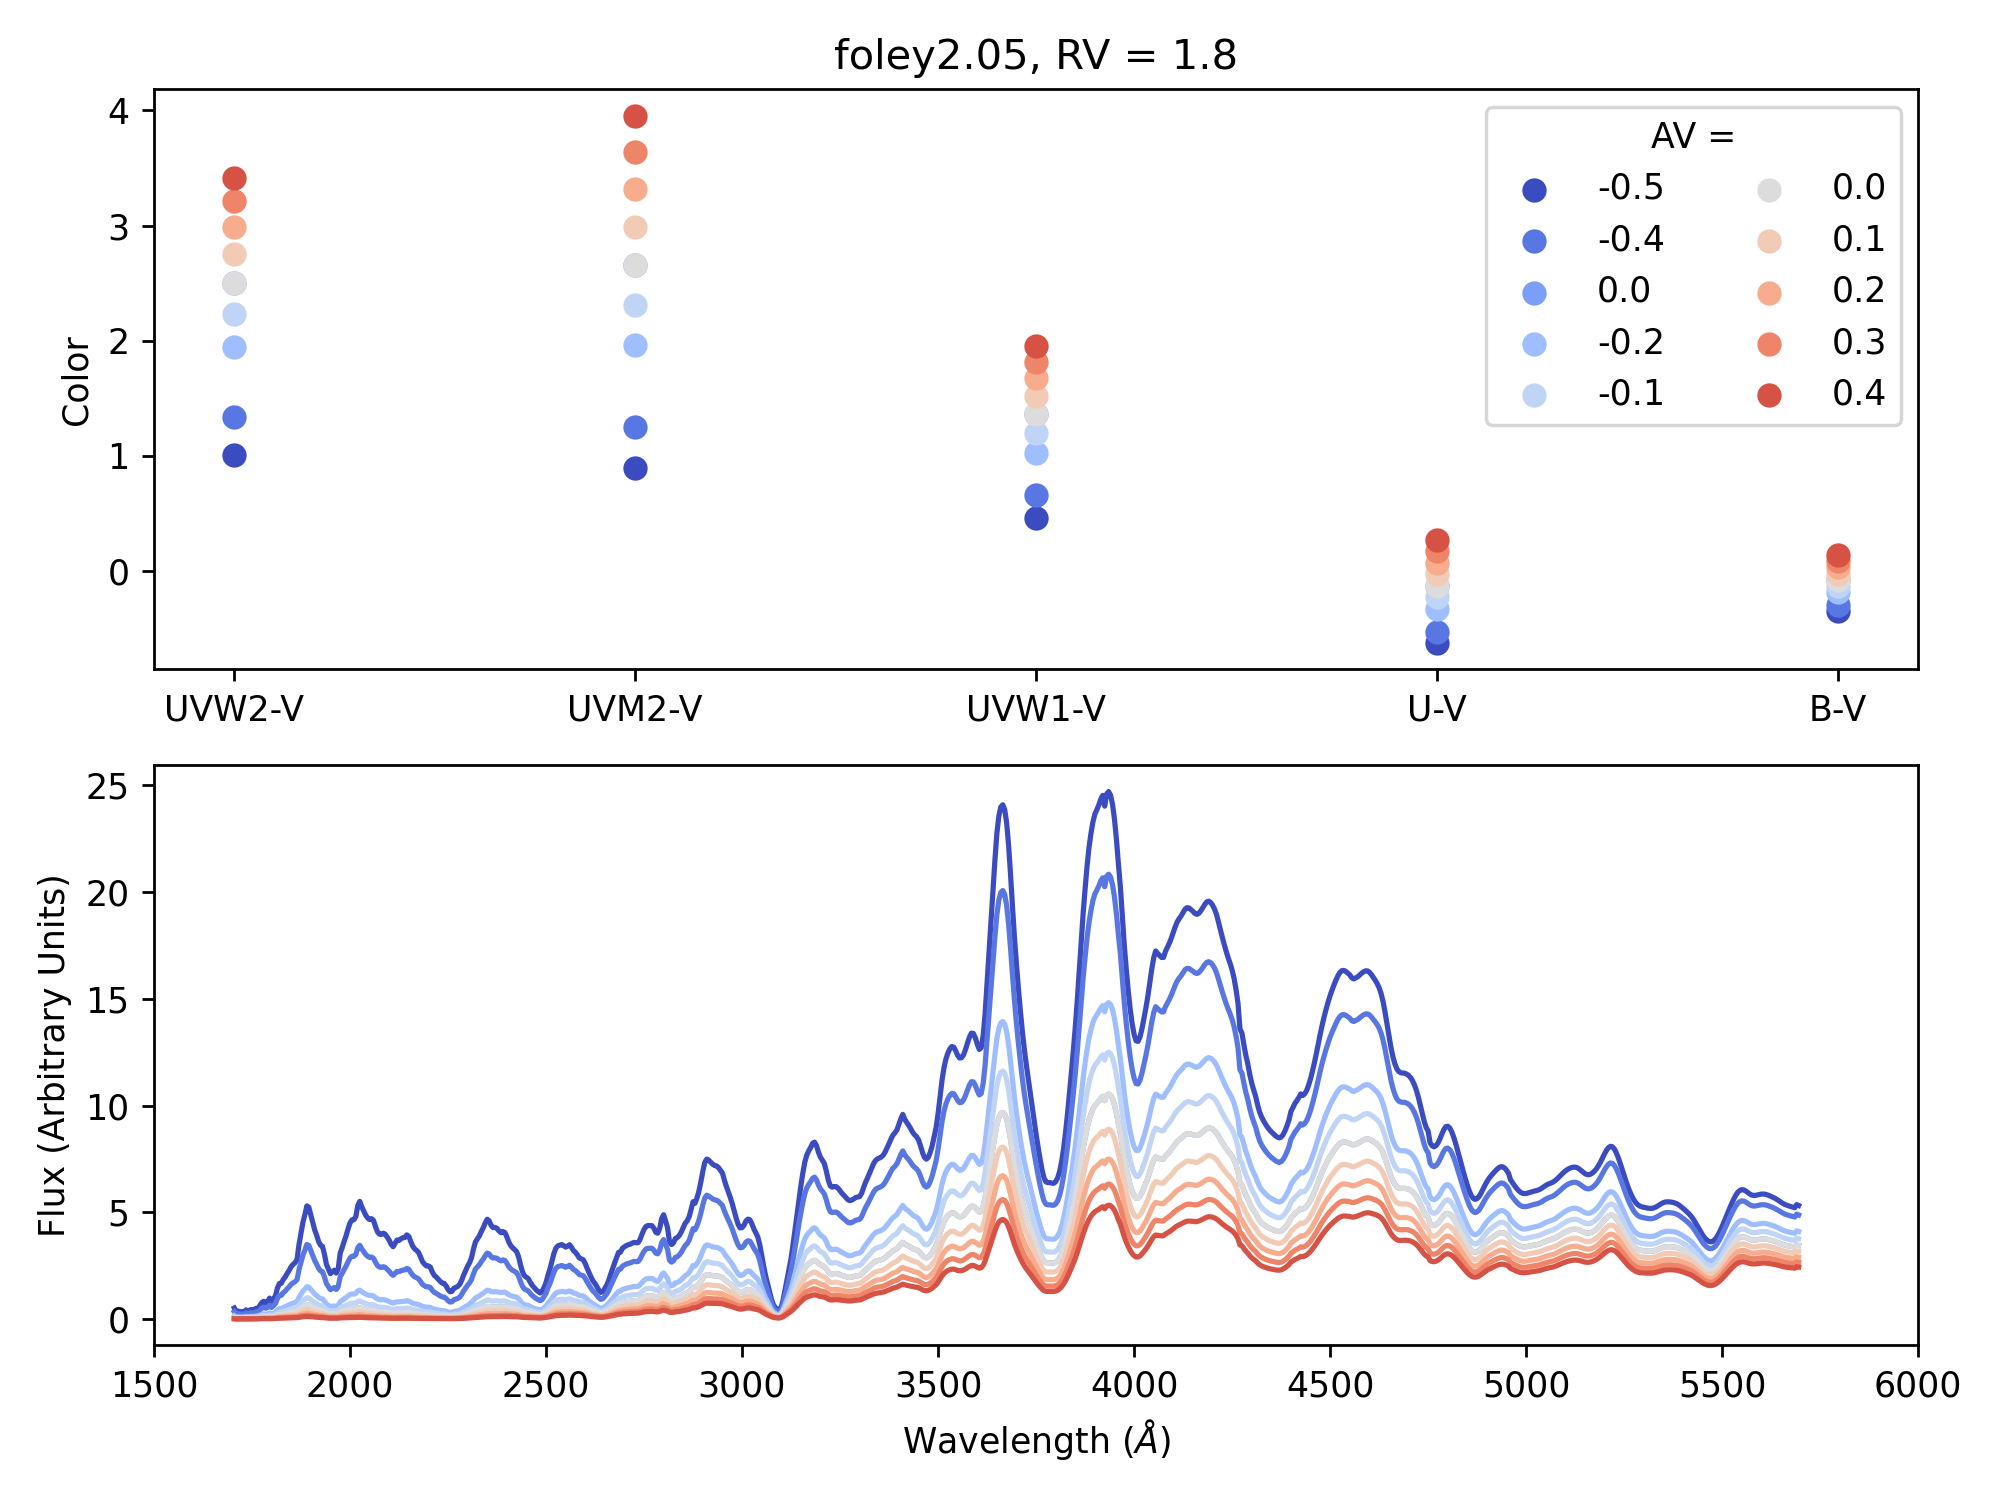 foley2.05, RV = 1.8
4
3
2
1
0
Color
AV =
-0.5 0.0
-0.4 0.1
0.0 0.2
-0.2 0.3
-0.1 0.4
UVW2-V UVM2-V UVW1-V U-V B-V
25
20
15
10
5
0
Flux (Arbitrary Units)
1500 2000 2500 3000 3500 4000 4500 5000 5500 6000
Wavelength (Å)